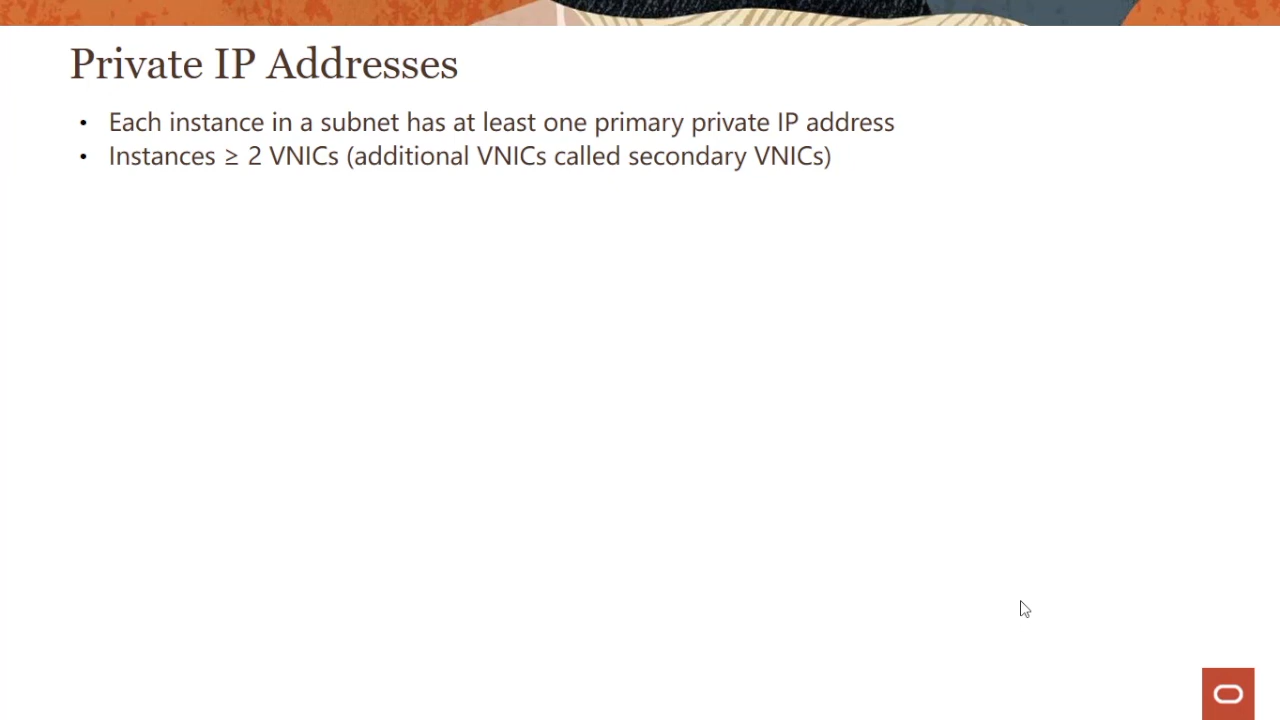 Private IP Addresses
• Each instance in a subnet has at least one primary private IP address
• Instances ≥ 2 VNICs (additional VNICs called secondary VNICs)